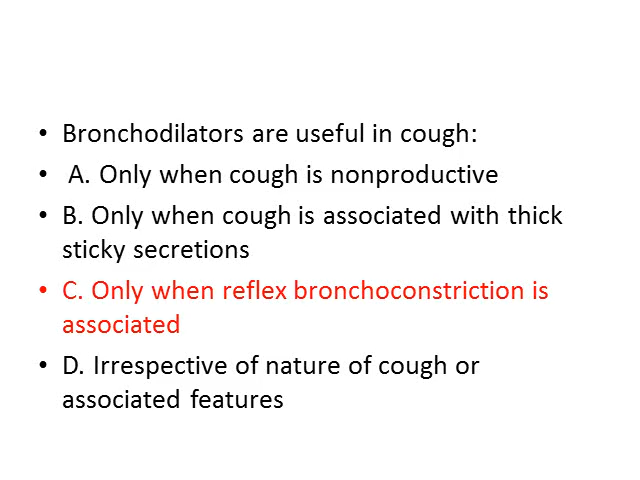 • Bronchodilators are useful in cough:
• A. Only when cough is nonproductive
• B. Only when cough is associated with thick
sticky secretions
• C. Only when reflex bronchoconstriction is
associated
• D. Irrespective of nature of cough or
associated features